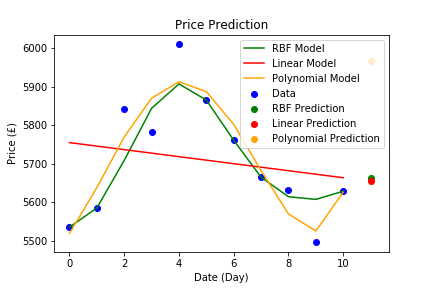 Price Prediction
6000
5900
5800
5700
5600
5500
Price (£)
RBF Model
Linear Model
Polynomial Model
Data
RBF Prediction
Linear Prediction
Polynomial Prediction
0 2 4 6 8 10
Date (Day)